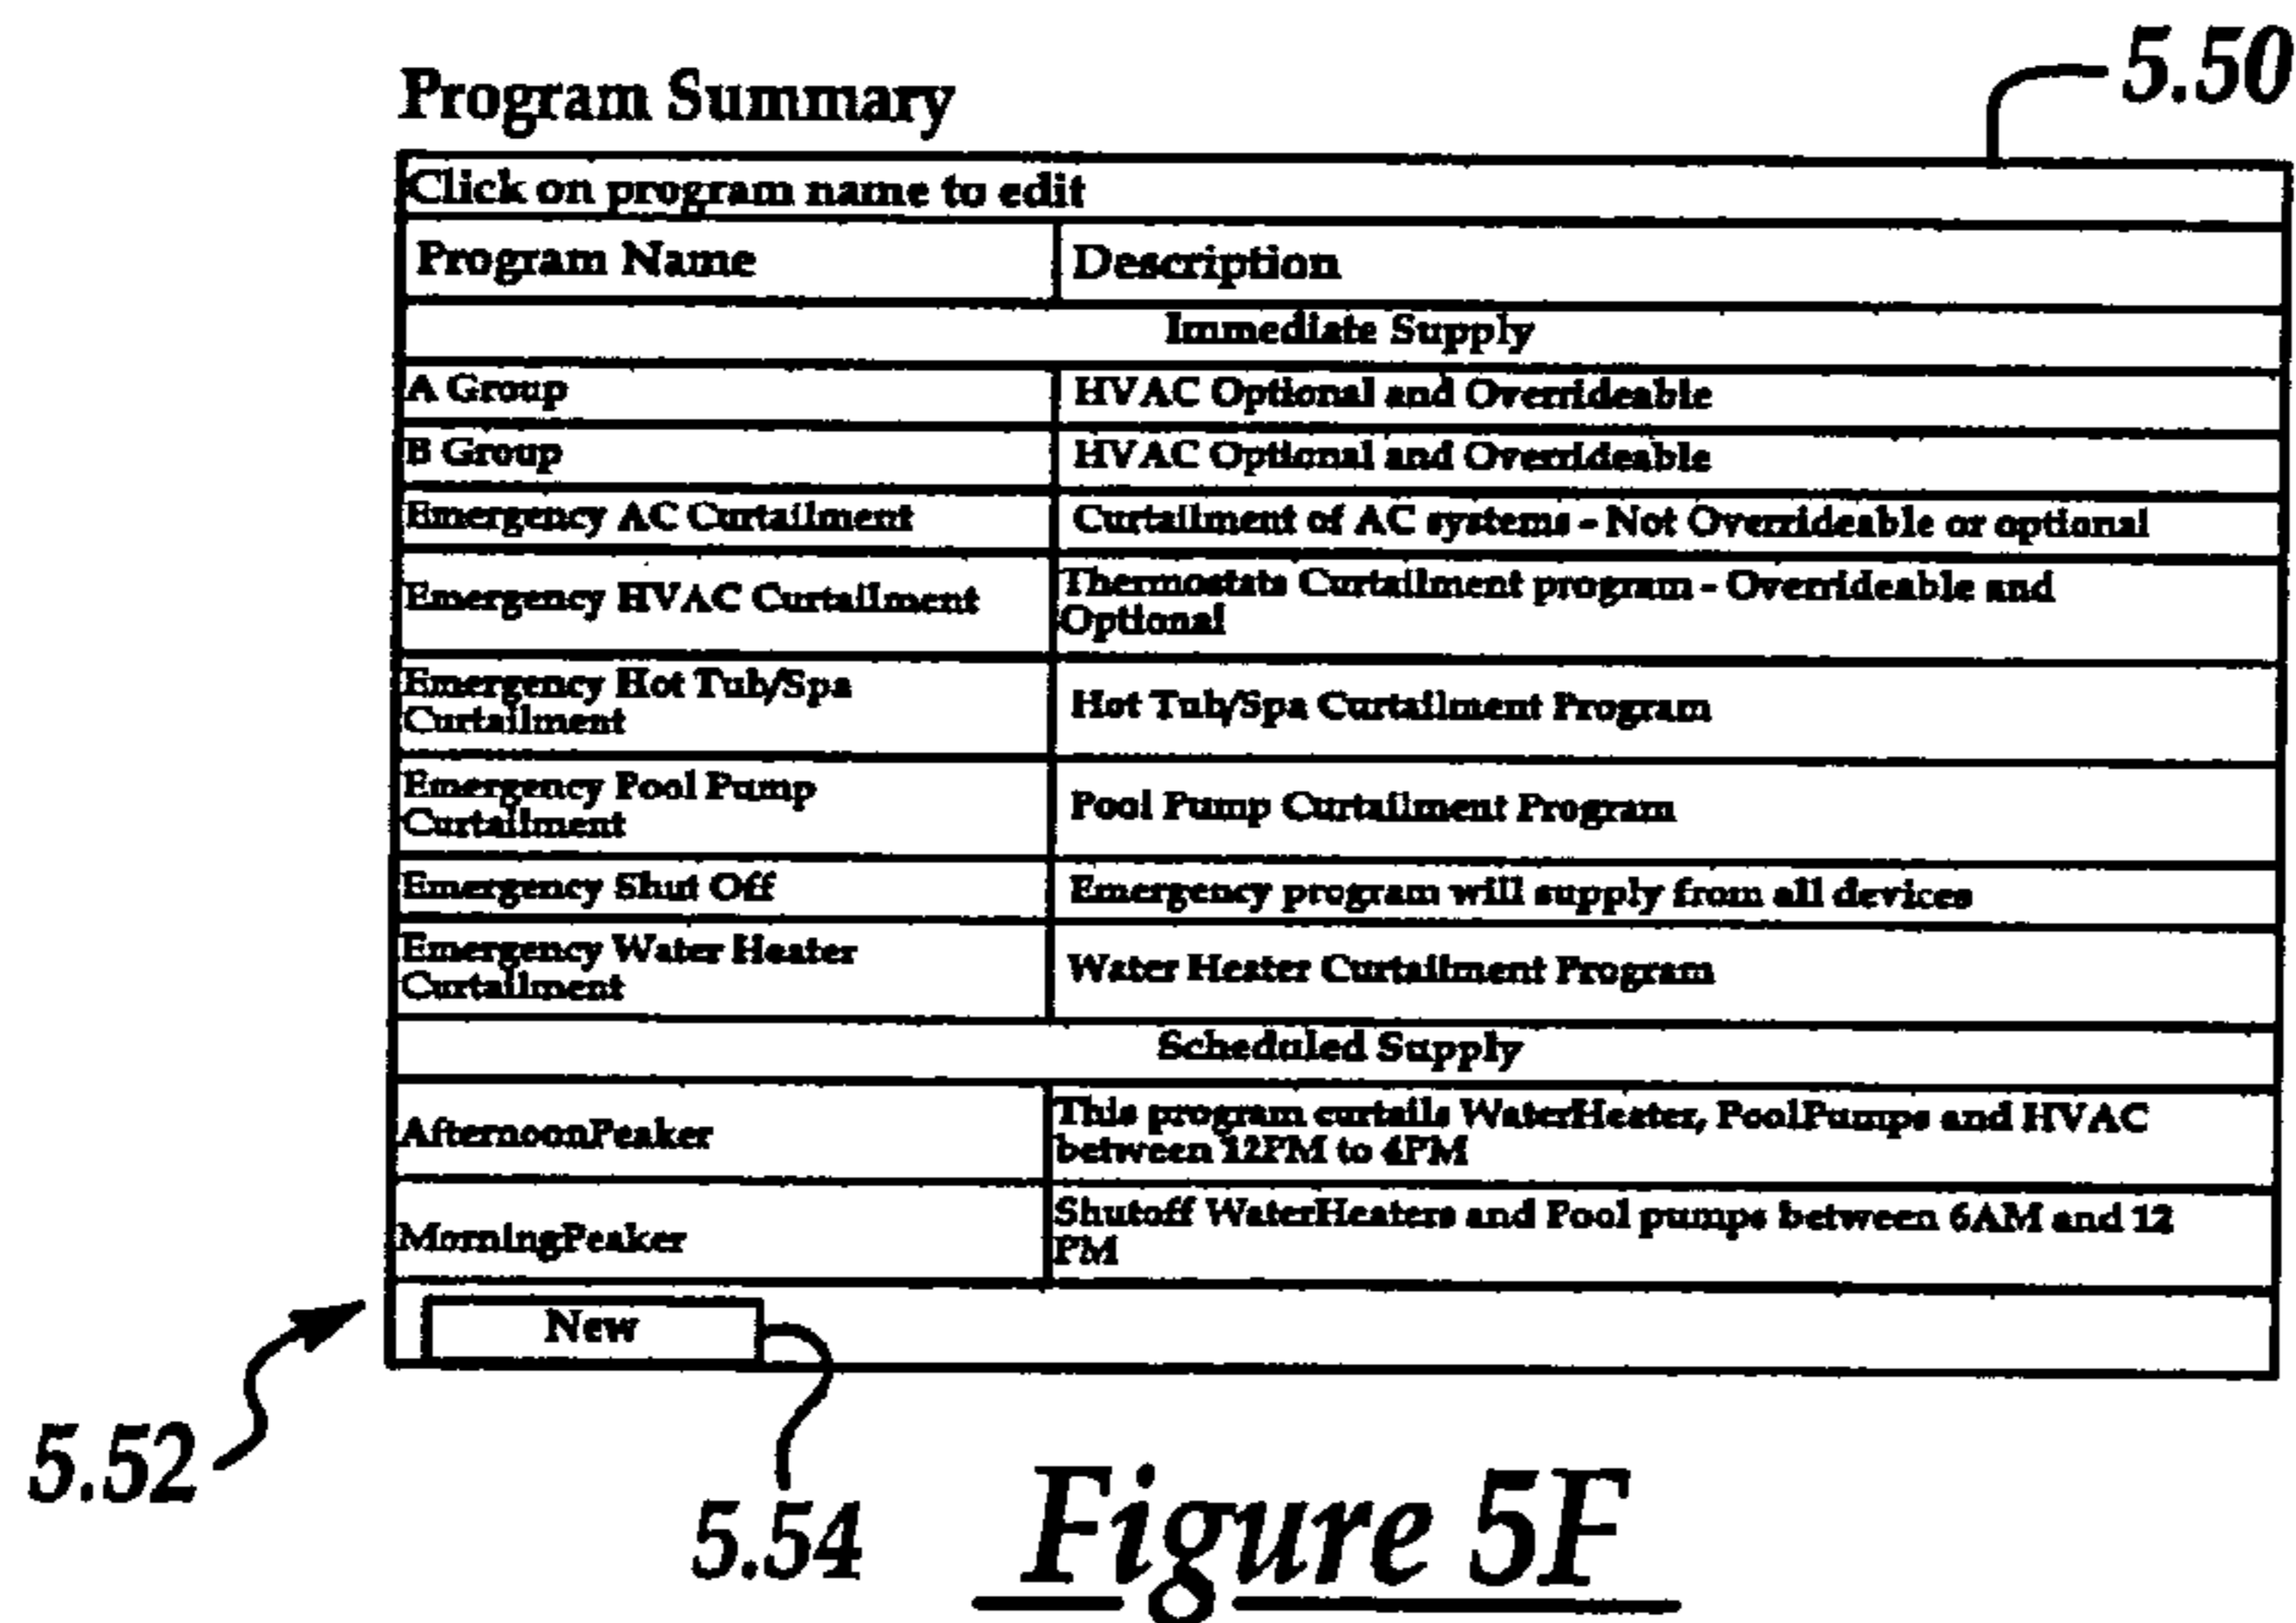 5.50
Program Summary
Click on program name to edit
Program Name
Description
Immediate Supply
A Group
HVAC Optional and Overrideable
B Group
HVAC Optional and Overrideable
Emergency AC Curtailment
Curtailment of AC systems - Not Overrideable or optional
Emergency HVAC Curtailment
Thermostats Curtailment program - Overrideable and
Optional
Emergency Hot Tub/Spa
Curtailment
Hot Tub/Spa Curtailment Program
Emergency Pool Pump
Curtailment
Pool Pump Curtailment Program
Emergency Shut Off
Emergency program will supply from all devices
Emergency Water Heater
Curtailment
Water Heater Curtailment Program
Scheduled Supply
AfternoonPeaker
This program curtails WaterHeater, PoolPumps and HVAC
between 12PM to 4PM
MorningPeaker
Shutoff WaterHeaters and Pool pumps between 6AM and 12
PM
New
5.52
5.54
Figure 5F